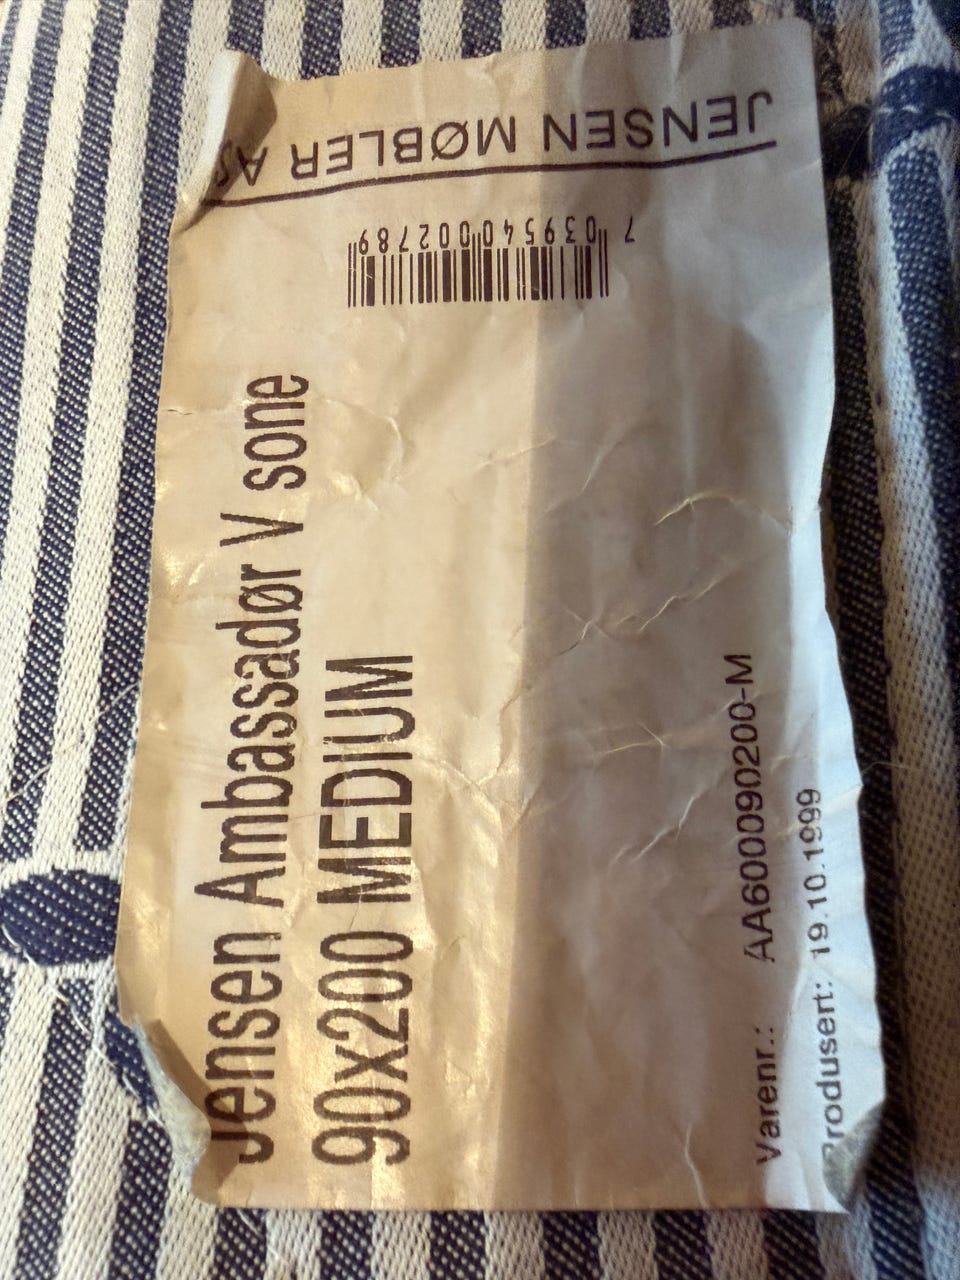 JENSEN MØBLER AS
7 039540 002789
Jensen Ambassadør V sone
90x200 MEDIUM
Varenr.: AA600090200-M
Produsert: 19.10.1999